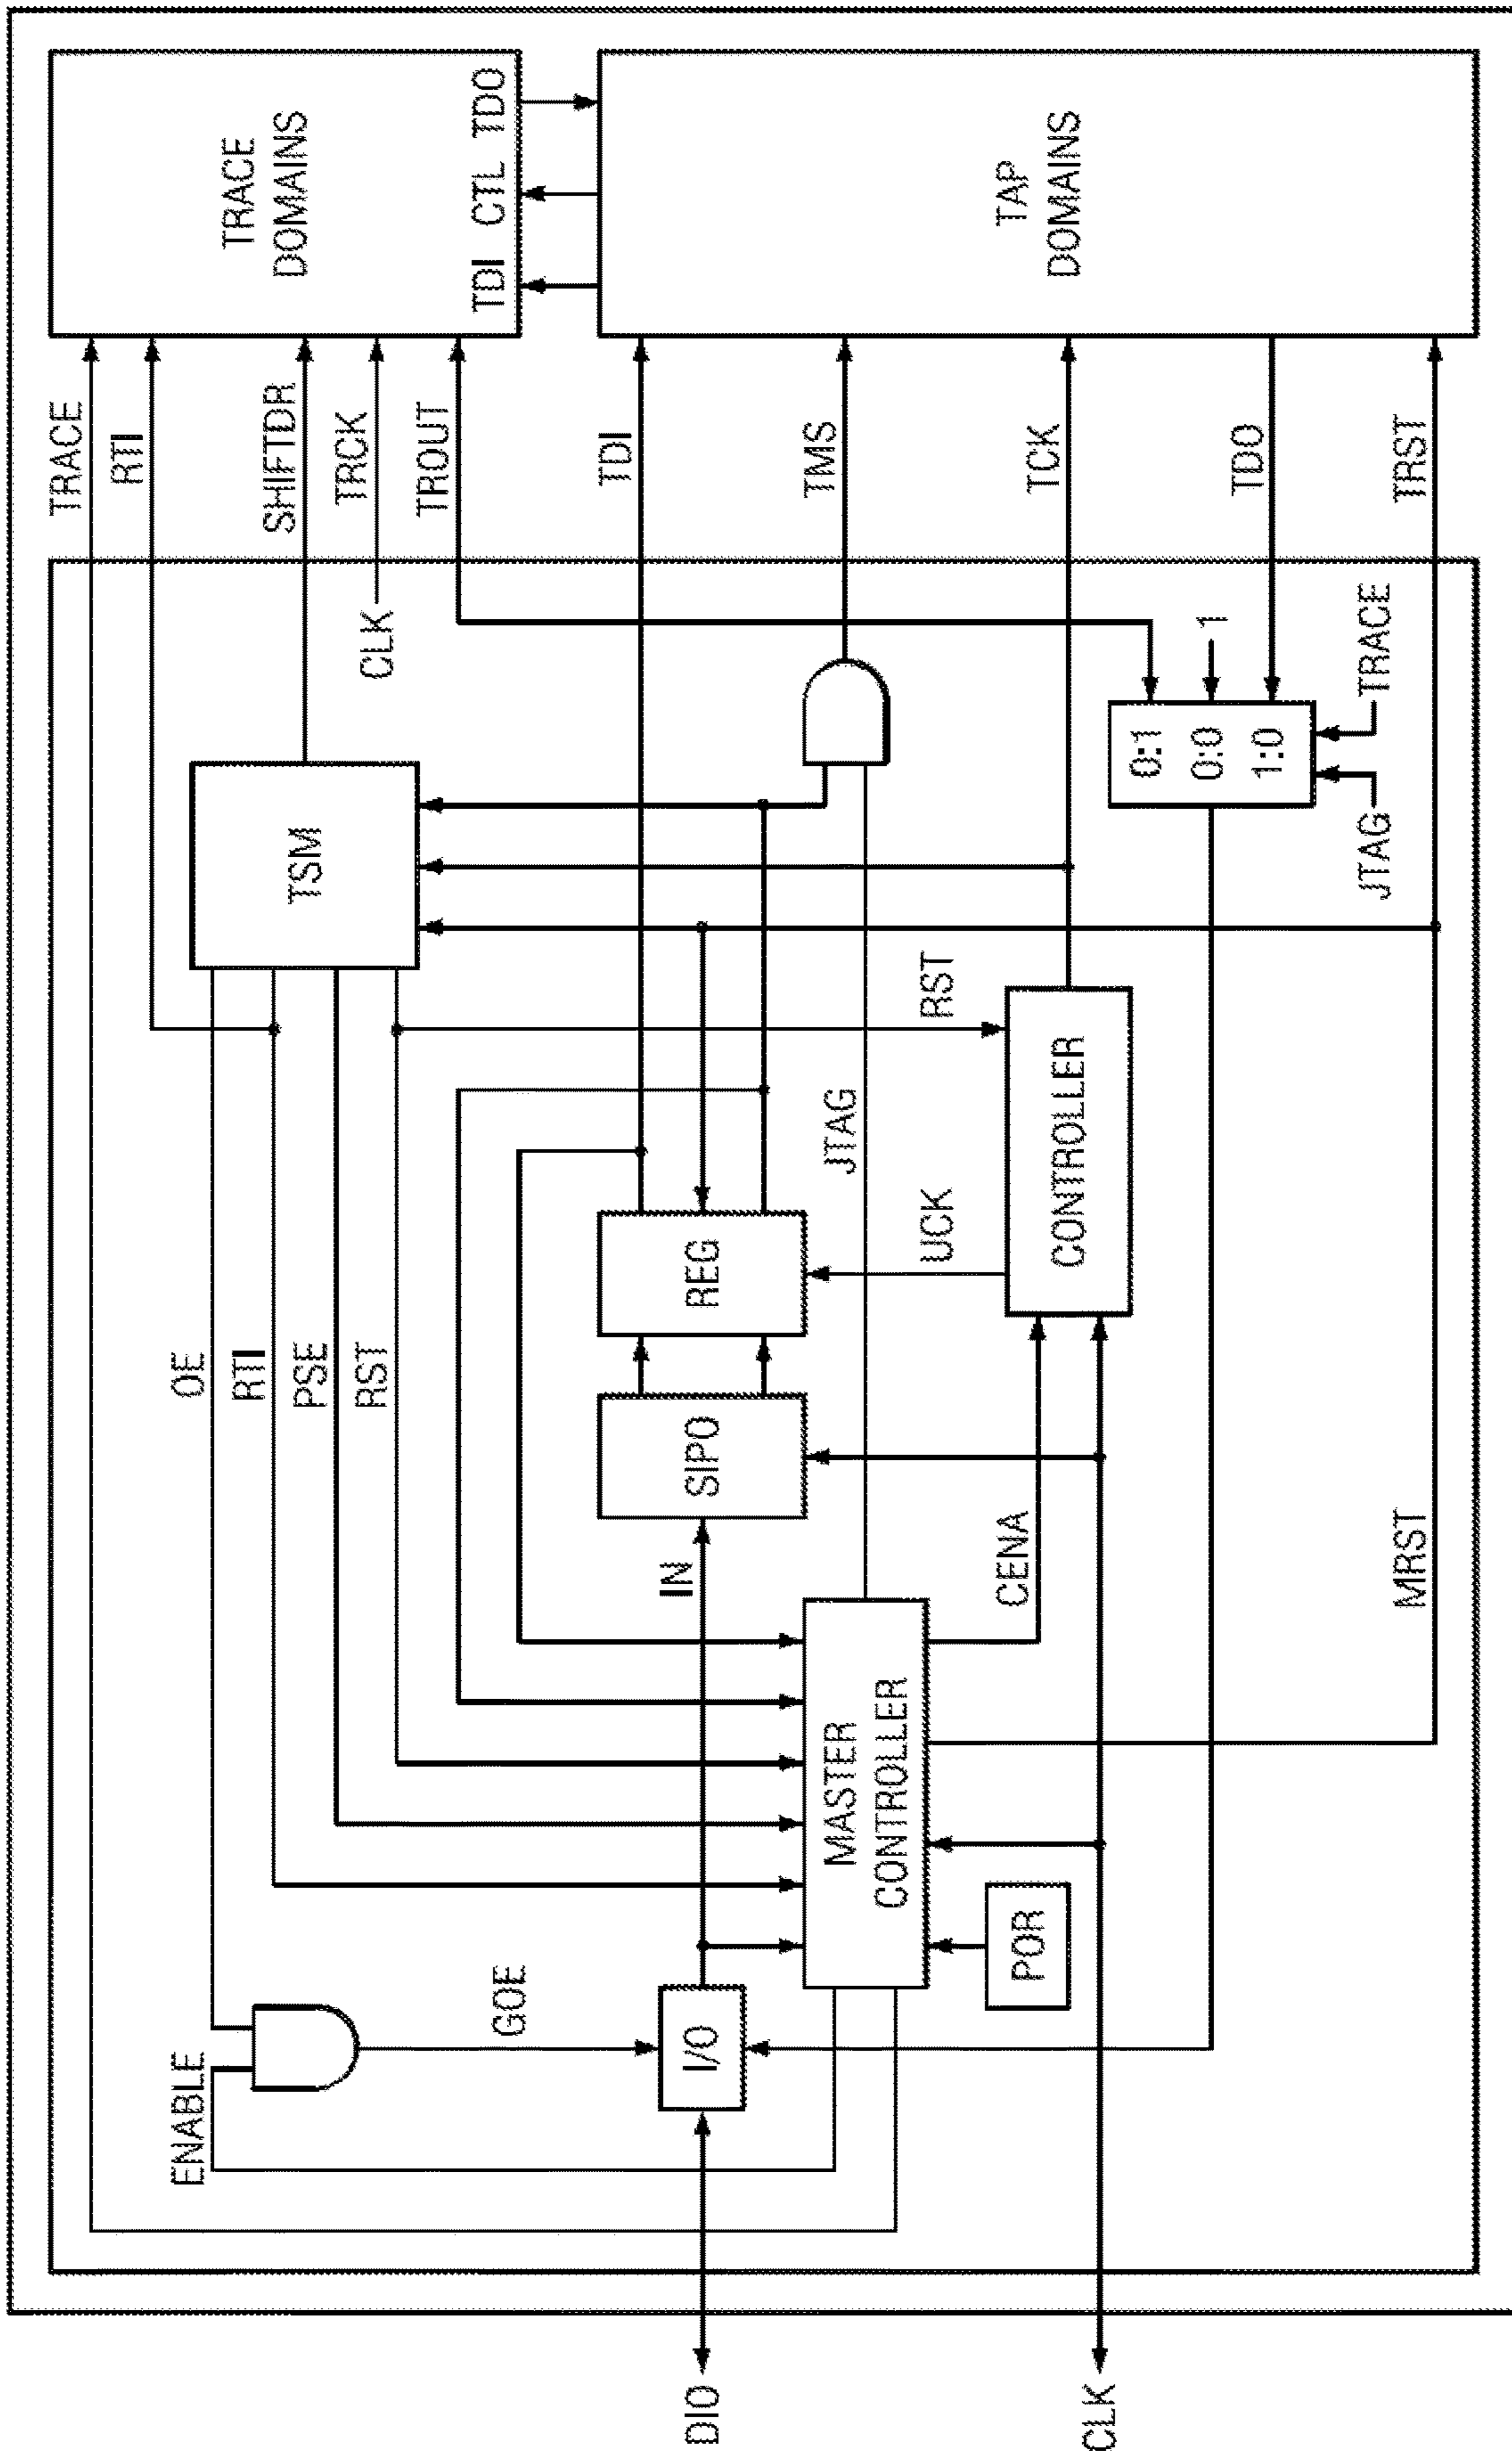 TRACE
RTI
SHIFTDR
TRCK
TROUT
TRACE
DOMAINS
TDI CTL TDO
TDI
TMS
TCK
TDO
TRST
TAP
DOMAINS
CLK
TSM
OE
RTI
PSE
RST
ENABLE
GOE
RST
IN
SIPO
REG
UCK
JTAG
CONTROLLER
CENA
MASTER
CONTROLLER
POR
I/O
MRST
0:1
0:0
1:0
1
JTAG
TRACE
DIO
CLK